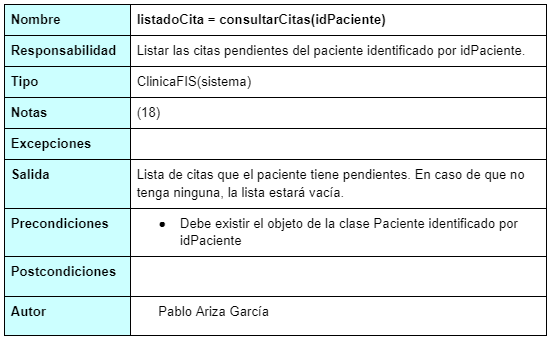 Nombre listadoCita = consultarCitas(idPaciente)
Responsabilidad Listar las citas pendientes del paciente identificado por idPaciente.
Tipo ClinicaFIS(sistema)
Notas (18)
Excepciones
Salida Lista de citas que el paciente tiene pendientes. En caso de que no
tenga ninguna, la lista estará vacía.
Precondiciones ● Debe existir el objeto de la clase Paciente identificado por
idPaciente
Postcondiciones
Autor Pablo Ariza García